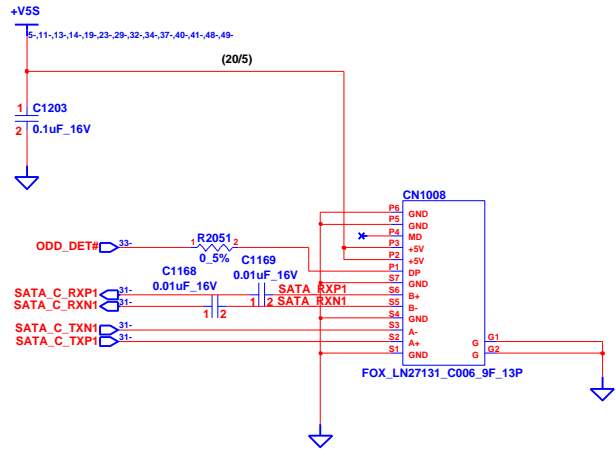 +V5S
5-,11-,13-,14-,19-,23-,29-,32-,34-,37-,40-,41-,48-,49-
(20/5)
1 C1203
2 0.1uF_16V
CN1008
P6 GND
P5 GND
P4 MD
P3 +5V
P2 +5V
P1 DP
S7 GND
S6 B+
S5 B-
S4 GND
S3 A-
S2 A+
S1 GND
G G1
G G2
FOX_LN27131_C006_9F_13P
ODD_DET# 33-
1 R2051 2
0_5%
C1169
0.01uF_16V
1 2
C1168
0.01uF_16V
1 2
SATA_C_RXP1 31-
SATA_RXP1
SATA_C_RXN1 31-
SATA_RXN1
SATA_C_TXN1 31-
SATA_C_TXP1 31-